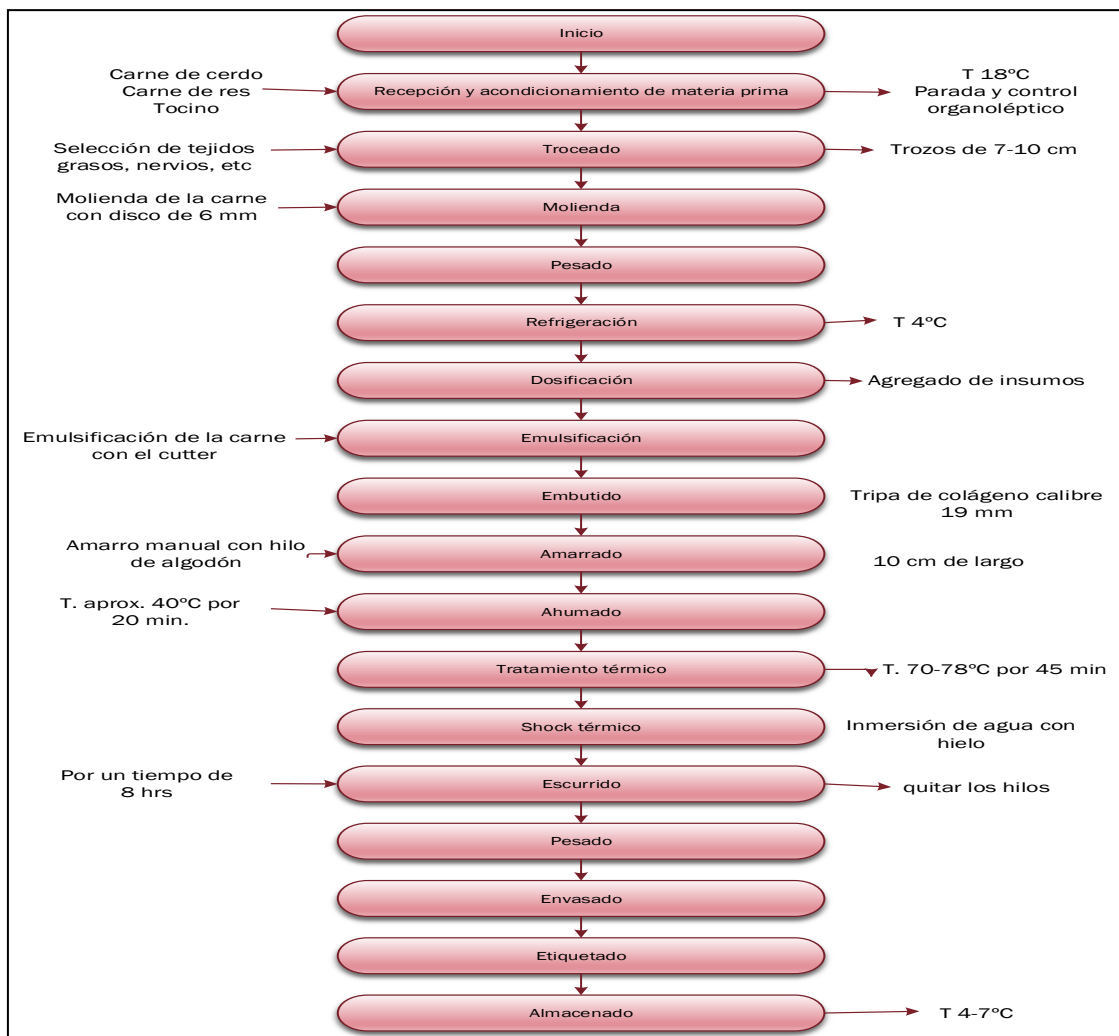 Inicio
Carne de cerdo
Carne de res
Tocino
Recepción y acondicionamiento de materia prima
T 18ºC
Parada y control
organoléptico
Selección de tejidos
grasos, nervios, etc
Troceado
Trozos de 7-10 cm
Molienda de la carne
con disco de 6 mm
Molienda
Pesado
Refrigeración
T 4ºC
Dosificación
Agregado de insumos
Emulsificación de la carne
con el cutter
Emulsificación
Embutido
Tripa de colágeno calibre
19 mm
Amarro manual con hilo
de algodón
Amarrado
10 cm de largo
T. aprox. 40ºC por
20 min.
Ahumado
Tratamiento térmico
T. 70-78ºC por 45 min
Shock térmico
Inmersión de agua con
hielo
Por un tiempo de
8 hrs
Escurrido
quitar los hilos
Pesado
Envasado
Etiquetado
Almacenado
T 4-7ºC